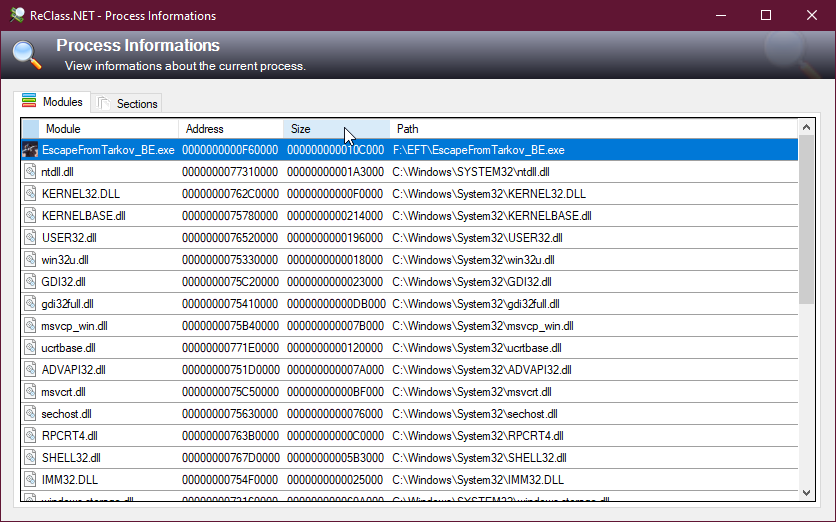 ReClass.NET - Process Informations
Process Informations
View informations about the current process.
Modules Sections
Module Address Size Path
EscapeFromTarkov_BE.exe 0000000000F60000 000000000010C000 F:\EFT\EscapeFromTarkov_BE.exe
ntdll.dll 0000000077310000 00000000001A3000 C:\Windows\SYSTEM32\ntdll.dll
KERNEL32.DLL 00000000762C0000 00000000000F0000 C:\Windows\System32\KERNEL32.DLL
KERNELBASE.dll 0000000075780000 0000000000214000 C:\Windows\System32\KERNELBASE.dll
USER32.dll 0000000076520000 0000000000196000 C:\Windows\System32\USER32.dll
win32u.dll 0000000075330000 0000000000018000 C:\Windows\System32\win32u.dll
GDI32.dll 0000000075C20000 0000000000023000 C:\Windows\System32\GDI32.dll
gdi32full.dll 0000000075410000 00000000000DB000 C:\Windows\System32\gdi32full.dll
msvcp_win.dll 0000000075B40000 000000000007B000 C:\Windows\System32\msvcp_win.dll
ucrtbase.dll 00000000771E0000 0000000000120000 C:\Windows\System32\ucrtbase.dll
ADVAPI32.dll 00000000751D0000 000000000007A000 C:\Windows\System32\ADVAPI32.dll
msvcrt.dll 0000000075C50000 00000000000BF000 C:\Windows\System32\msvcrt.dll
sechost.dll 0000000075630000 0000000000076000 C:\Windows\System32\sechost.dll
RPCRT4.dll 00000000763B0000 00000000000C0000 C:\Windows\System32\RPCRT4.dll
SHELL32.dll 00000000767D0000 00000000005B3000 C:\Windows\System32\SHELL32.dll
IMM32.DLL 00000000754F0000 0000000000025000 C:\Windows\System32\IMM32.DLL